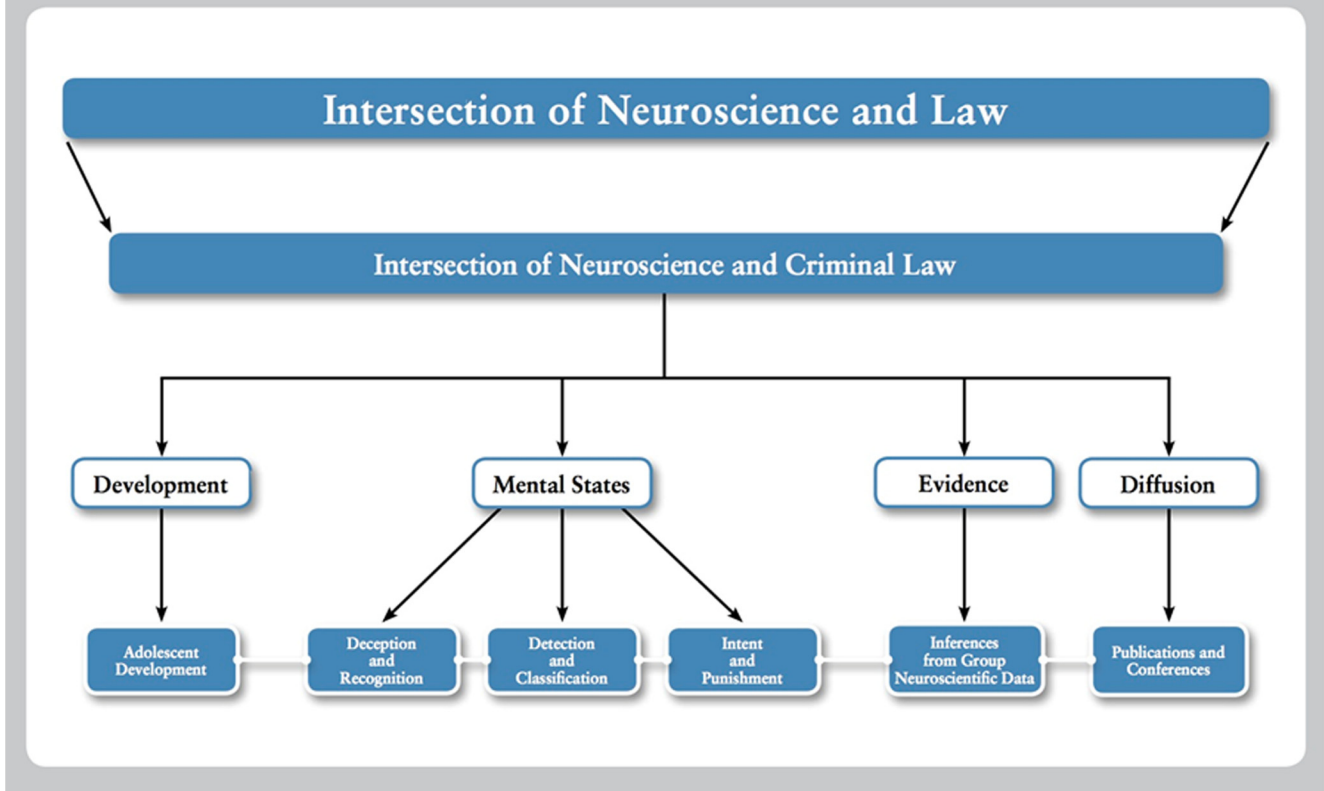 Intersection of Neuroscience and Law
Intersection of Neuroscience and Criminal Law
Development
Mental States
Evidence
Diffusion
Adolescent
Development
Deception
and
Recognition
Detection
and
Classification
Intent
and
Punishment
Inferences
from Group
Neuroscientific Data
Publications and
Conferences